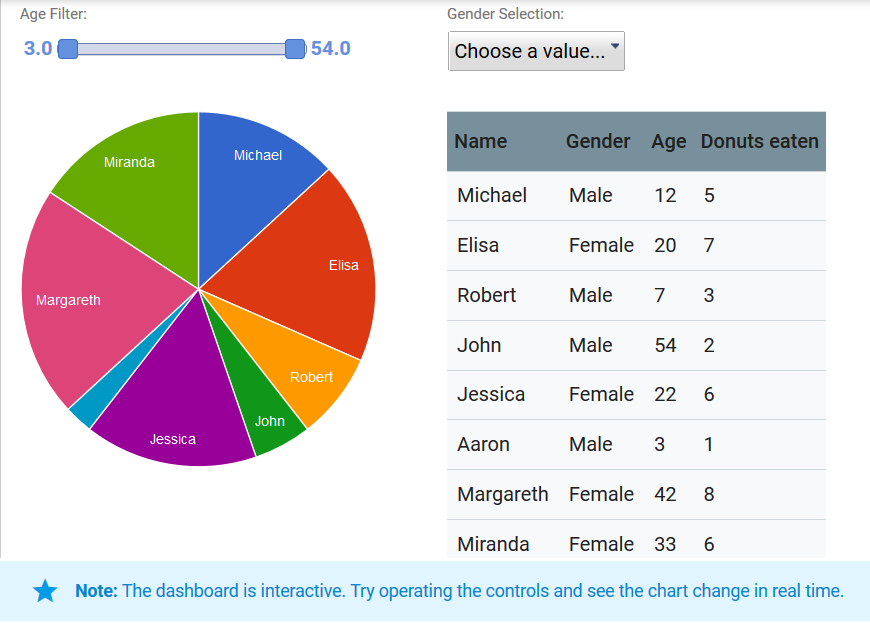 Age Filter:
3.0 54.0
Gender Selection:
Choose a value...
Michael
Elisa
Robert
John
Jessica
Margareth
Miranda
Name Gender Age Donuts eaten
Michael Male 12 5
Elisa Female 20 7
Robert Male 7 3
John Male 54 2
Jessica Female 22 6
Aaron Male 3 1
Margareth Female 42 8
Miranda Female 33 6
Note: The dashboard is interactive. Try operating the controls and see the chart change in real time.